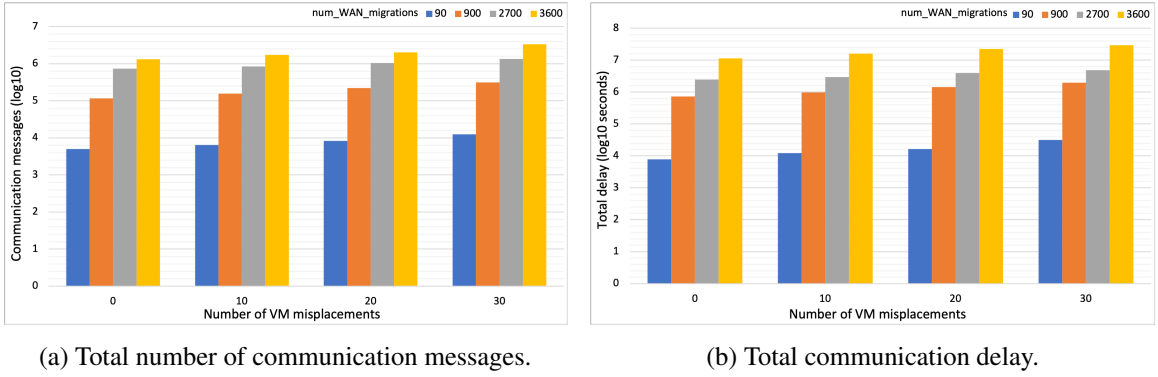 num_WAN_migrations 90 900 2700 3600
7
6
5
4
3
2
1
0
Communication messages (log10)
0 10 20 30
Number of VM misplacements
(a) Total number of communication messages.
num_WAN_migrations 90 900 2700 3600
8
7
6
5
4
3
2
1
0
Total delay (log10 seconds)
0 10 20 30
Number of VM misplacements
(b) Total communication delay.